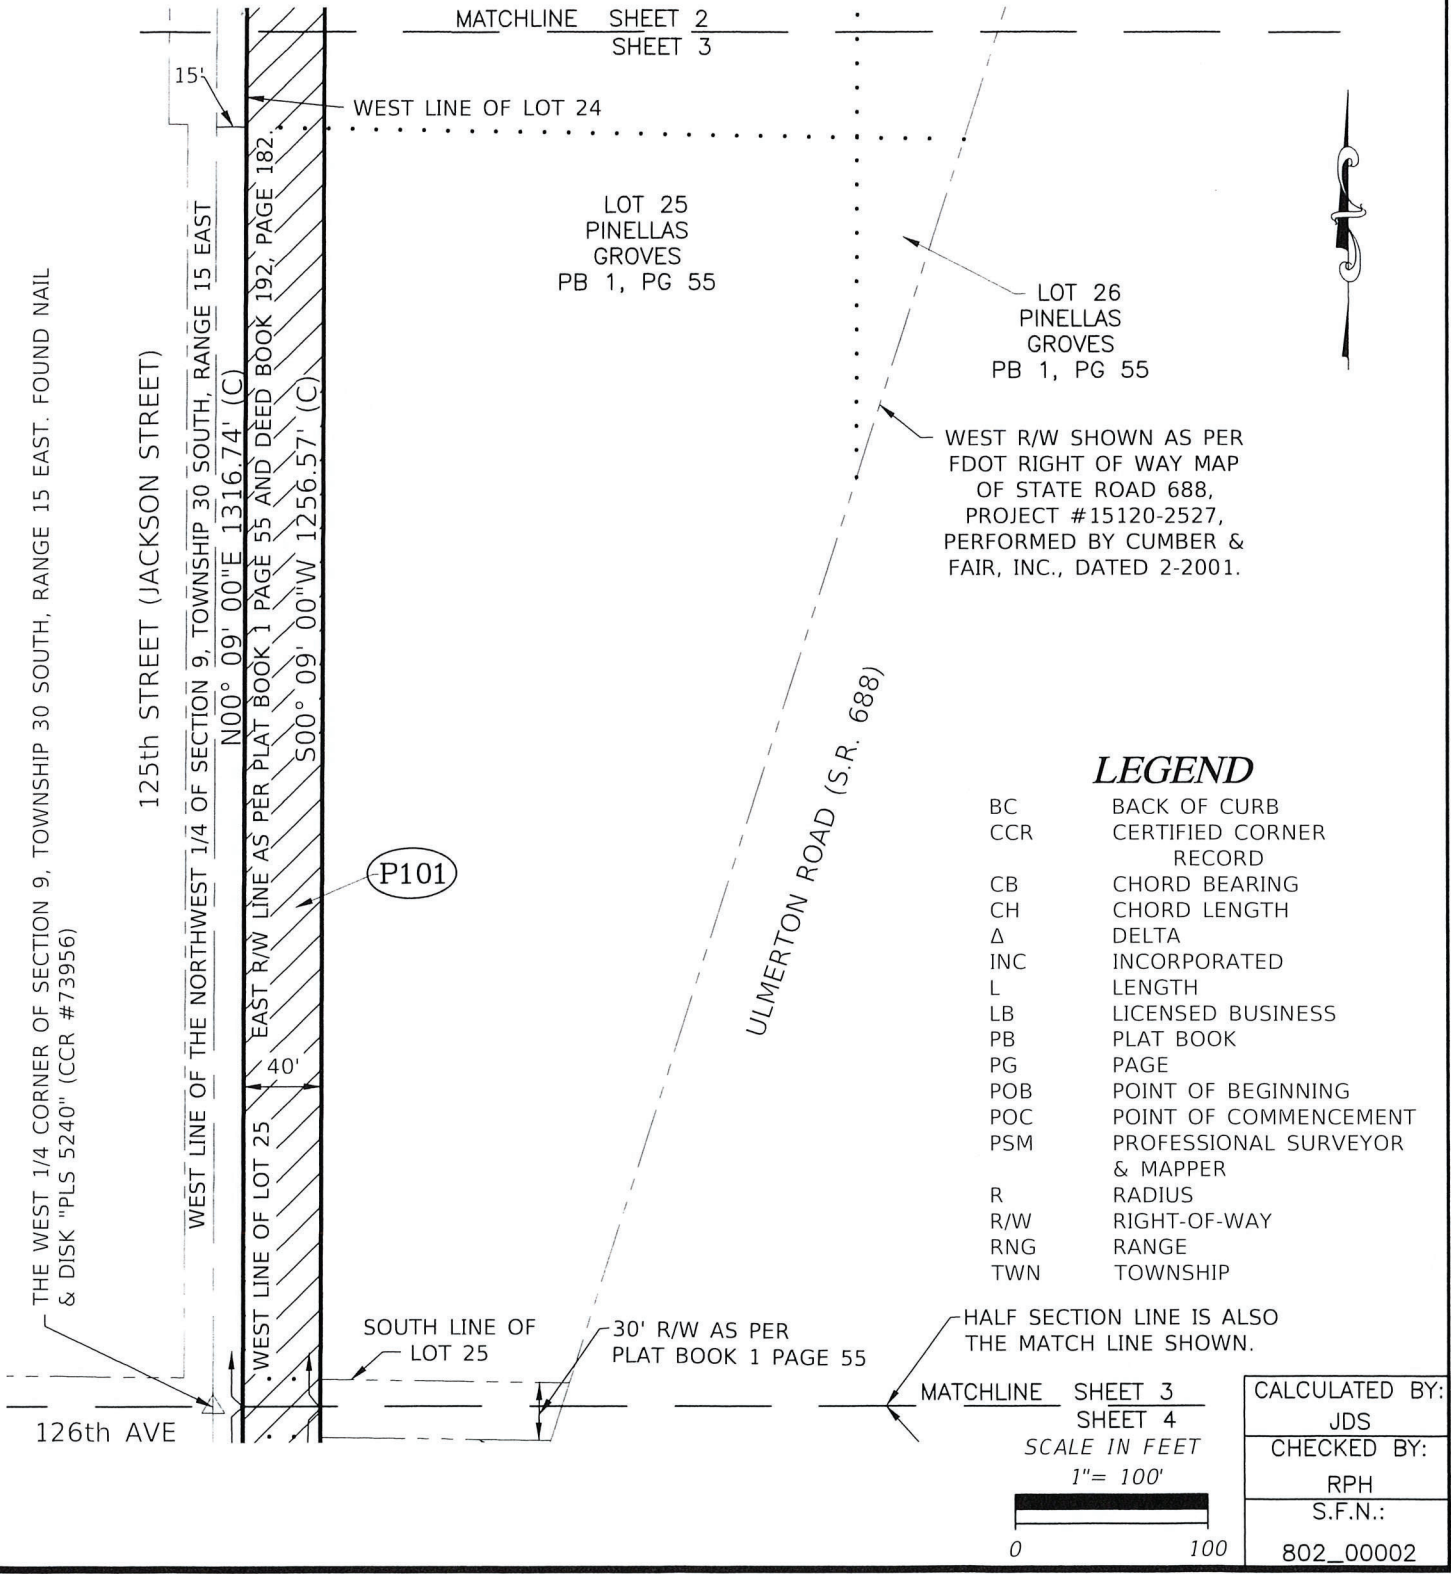 MATCHLINE SHEET 2
SHEET 3
15'
WEST LINE OF LOT 24
LOT 25
PINELLAS
GROVES
PB 1, PG 55
LOT 26
PINELLAS
GROVES
PB 1, PG 55
WEST R/W SHOWN AS PER
FDOT RIGHT OF WAY MAP
OF STATE ROAD 688,
PROJECT #15120-2527,
PERFORMED BY CUMBER &
FAIR, INC., DATED 2-2001.
THE WEST 1/4 CORNER OF SECTION 9, TOWNSHIP 30 SOUTH, RANGE 15 EAST. FOUND NAIL
& DISK "PLS 5240" (CCR #73956)
125th STREET (JACKSON STREET)
WEST LINE OF THE NORTHWEST 1/4 OF SECTION 9, TOWNSHIP 30 SOUTH, RANGE 15 EAST
N00° 09' 00"E 1316.74' (C)
EAST R/W LINE AS PER PLAT BOOK 1 PAGE 55 AND DEED BOOK 192, PAGE 182.
S00° 09' 00"W 1256.57' (C)
P101
40'
WEST LINE OF LOT 25
ULMERTON ROAD (S.R. 688)
LEGEND
BC BACK OF CURB
CCR CERTIFIED CORNER
RECORD
CB CHORD BEARING
CH CHORD LENGTH
Δ DELTA
INC INCORPORATED
L LENGTH
LB LICENSED BUSINESS
PB PLAT BOOK
PG PAGE
POB POINT OF BEGINNING
POC POINT OF COMMENCEMENT
PSM PROFESSIONAL SURVEYOR
& MAPPER
R RADIUS
R/W RIGHT-OF-WAY
RNG RANGE
TWN TOWNSHIP
SOUTH LINE OF
LOT 25
30' R/W AS PER
PLAT BOOK 1 PAGE 55
HALF SECTION LINE IS ALSO
THE MATCH LINE SHOWN.
126th AVE
MATCHLINE SHEET 3
SHEET 4
SCALE IN FEET
1"= 100'
0 100
CALCULATED BY:
JDS
CHECKED BY:
RPH
S.F.N.:
802_00002